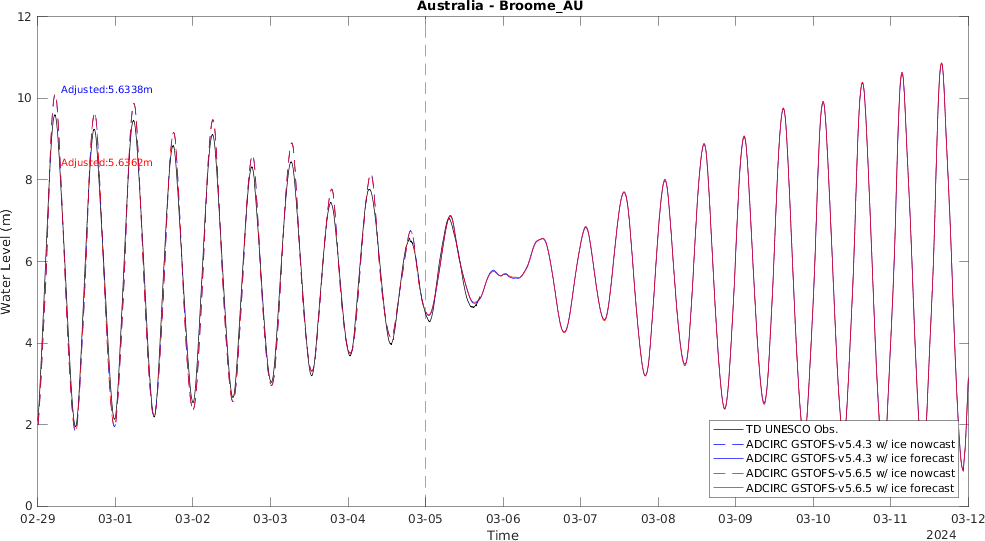 Australia - Broome_AU
12
10
8
6
4
2
0
Water Level (m)
Adjusted:5.6338m
Adjusted:5.6362m
TD UNESCO Obs.
ADCIRC GSTOFS-v5.4.3 w/ ice nowcast
ADCIRC GSTOFS-v5.4.3 w/ ice forecast
ADCIRC GSTOFS-v5.6.5 w/ ice nowcast
ADCIRC GSTOFS-v5.6.5 w/ ice forecast
02-29 03-01 03-02 03-03 03-04 03-05 03-06 03-07 03-08 03-09 03-10 03-11 03-12
Time
2024